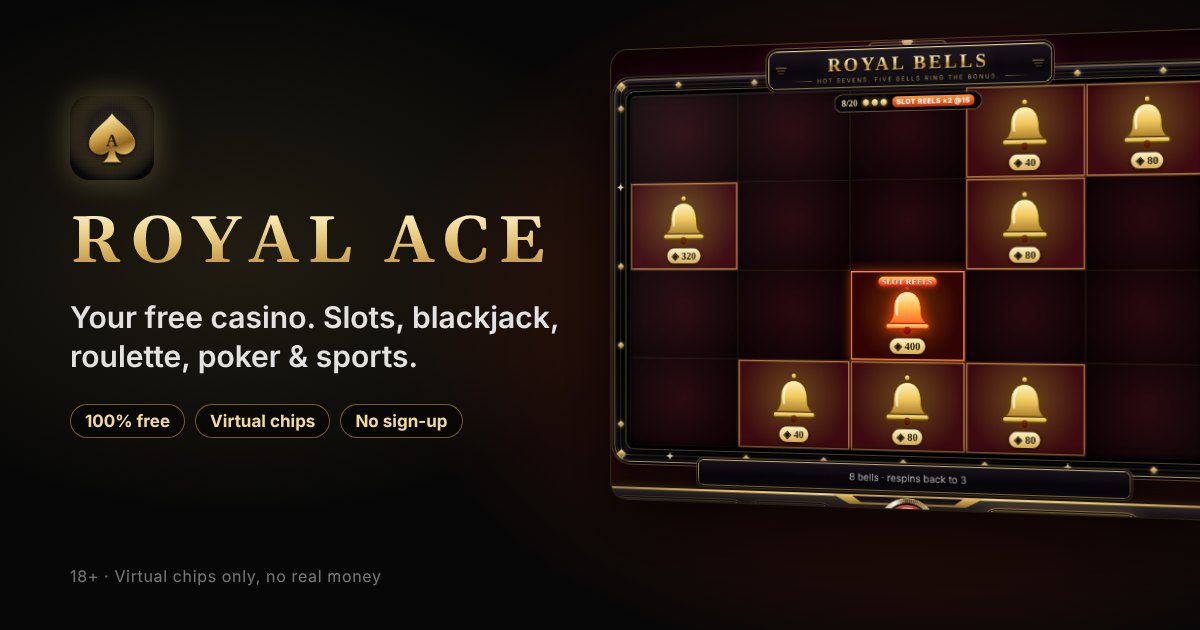 A
ROYAL ACE
Your free casino. Slots, blackjack,
roulette, poker & sports.
100% free Virtual chips No sign-up
18+ · Virtual chips only, no real money
ROYAL BELLS
HOT SEVENS. FIVE BELLS RING THE BONUS.
8/20 SLOT REELS ×2 @16
40 80
320 80
SLOT REELS
400
40 80 80
8 bells · respins back to 3